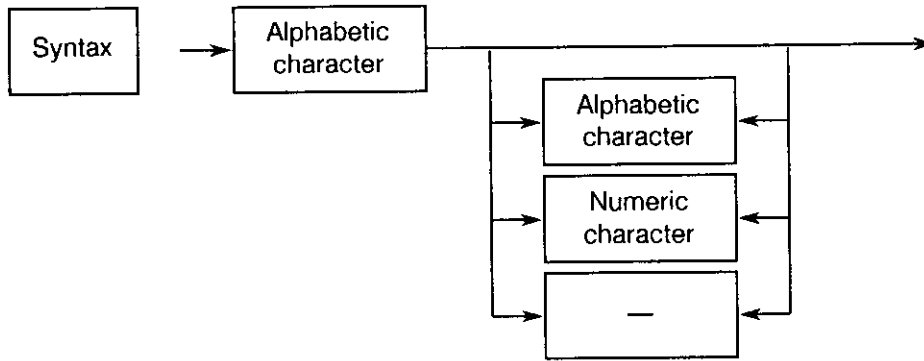 Syntax
Alphabetic
character
Alphabetic
character
Numeric
character
—